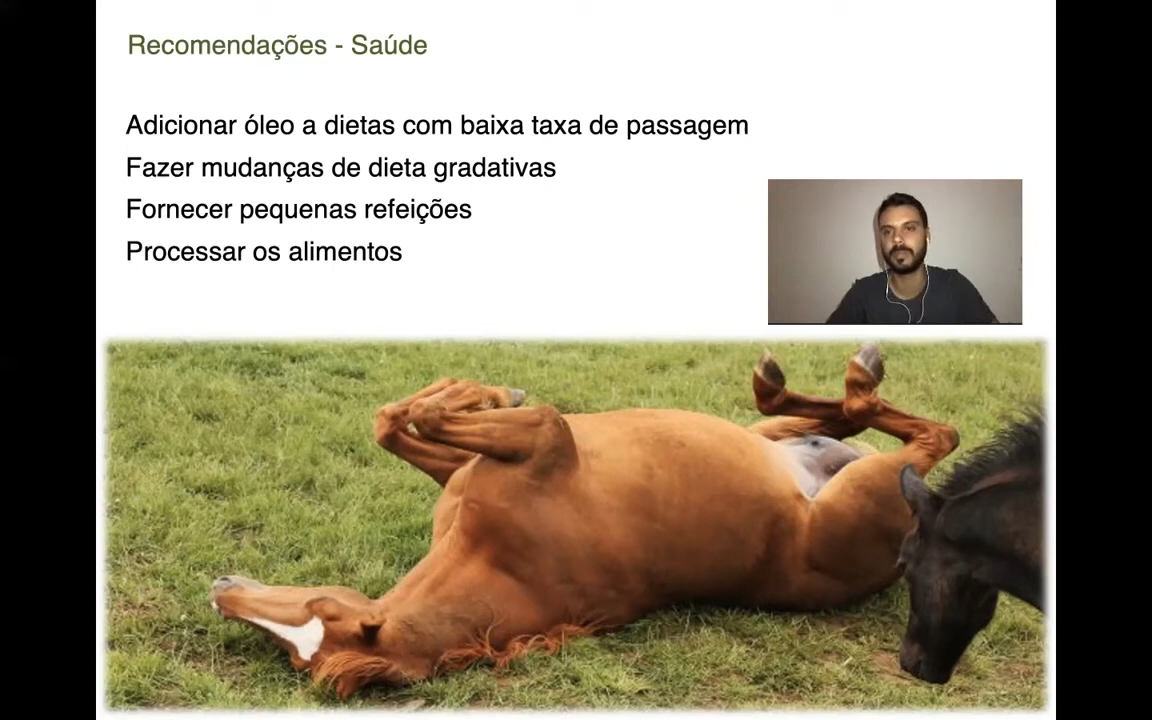 Recomendações - Saúde
Adicionar óleo a dietas com baixa taxa de passagem
Fazer mudanças de dieta gradativas
Fornecer pequenas refeições
Processar os alimentos